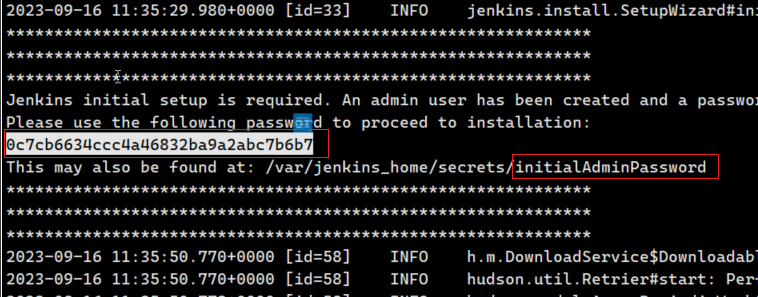 2023-09-16 11:35:29.980+0000 [id=33] INFO jenkins.install.SetupWizard#ini
*************************************************************
*************************************************************
*************************************************************
Jenkins initial setup is required. An admin user has been created and a passwo
Please use the following password to proceed to installation:
0c7cb6634ccc4a46832ba9a2abc7b6b7
This may also be found at: /var/jenkins_home/secrets/initialAdminPassword
*************************************************************
*************************************************************
*************************************************************
2023-09-16 11:35:50.770+0000 [id=58] INFO h.m.DownloadService$Downloadab
2023-09-16 11:35:50.770+0000 [id=58] INFO hudson.util.Retrier#start: Per